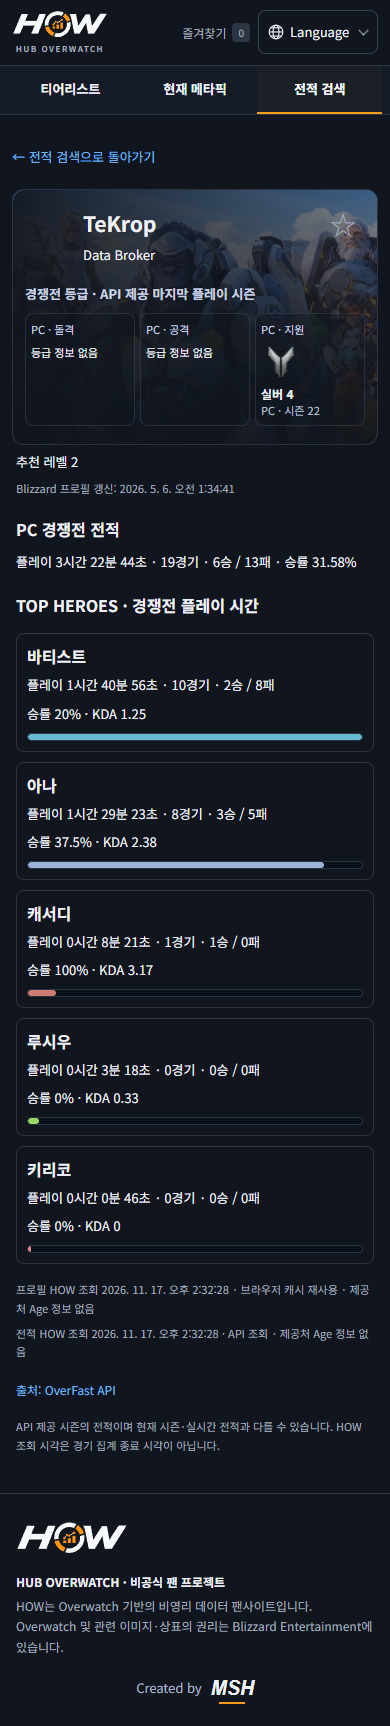 HOW
HUB OVERWATCH
즐겨찾기 0
Language
티어리스트 현재 메타픽 전적 검색
← 전적 검색으로 돌아가기
TeKrop
Data Broker
경쟁전 등급 · API 제공 마지막 플레이 시즌
PC · 돌격
등급 정보 없음
PC · 공격
등급 정보 없음
PC · 지원
실버 4
PC · 시즌 22
추천 레벨 2
Blizzard 프로필 갱신: 2026. 5. 6. 오전 1:34:41
PC 경쟁전 전적
플레이 3시간 22분 44초 · 19경기 · 6승 / 13패 · 승률 31.58%
TOP HEROES · 경쟁전 플레이 시간
바티스트
플레이 1시간 40분 56초 · 10경기 · 2승 / 8패
승률 20% · KDA 1.25
아나
플레이 1시간 29분 23초 · 8경기 · 3승 / 5패
승률 37.5% · KDA 2.38
캐서디
플레이 0시간 8분 21초 · 1경기 · 1승 / 0패
승률 100% · KDA 3.17
루시우
플레이 0시간 3분 18초 · 0경기 · 0승 / 0패
승률 0% · KDA 0.33
키리코
플레이 0시간 0분 46초 · 0경기 · 0승 / 0패
승률 0% · KDA 0
프로필 HOW 조회 2026. 11. 17. 오후 2:32:28 · 브라우저 캐시 재사용 · 제공
처 Age 정보 없음
전적 HOW 조회 2026. 11. 17. 오후 2:32:28 · API 조회 · 제공처 Age 정보 없
음
출처: OverFast API
API 제공 시즌의 전적이며 현재 시즌·실시간 전적과 다를 수 있습니다. HOW
조회 시각은 경기 집계 종료 시각이 아닙니다.
HOW
HUB OVERWATCH · 비공식 팬 프로젝트
HOW는 Overwatch 기반의 비영리 데이터 팬사이트입니다.
Overwatch 및 관련 이미지·상표의 권리는 Blizzard Entertainment에
있습니다.
Created by MSH